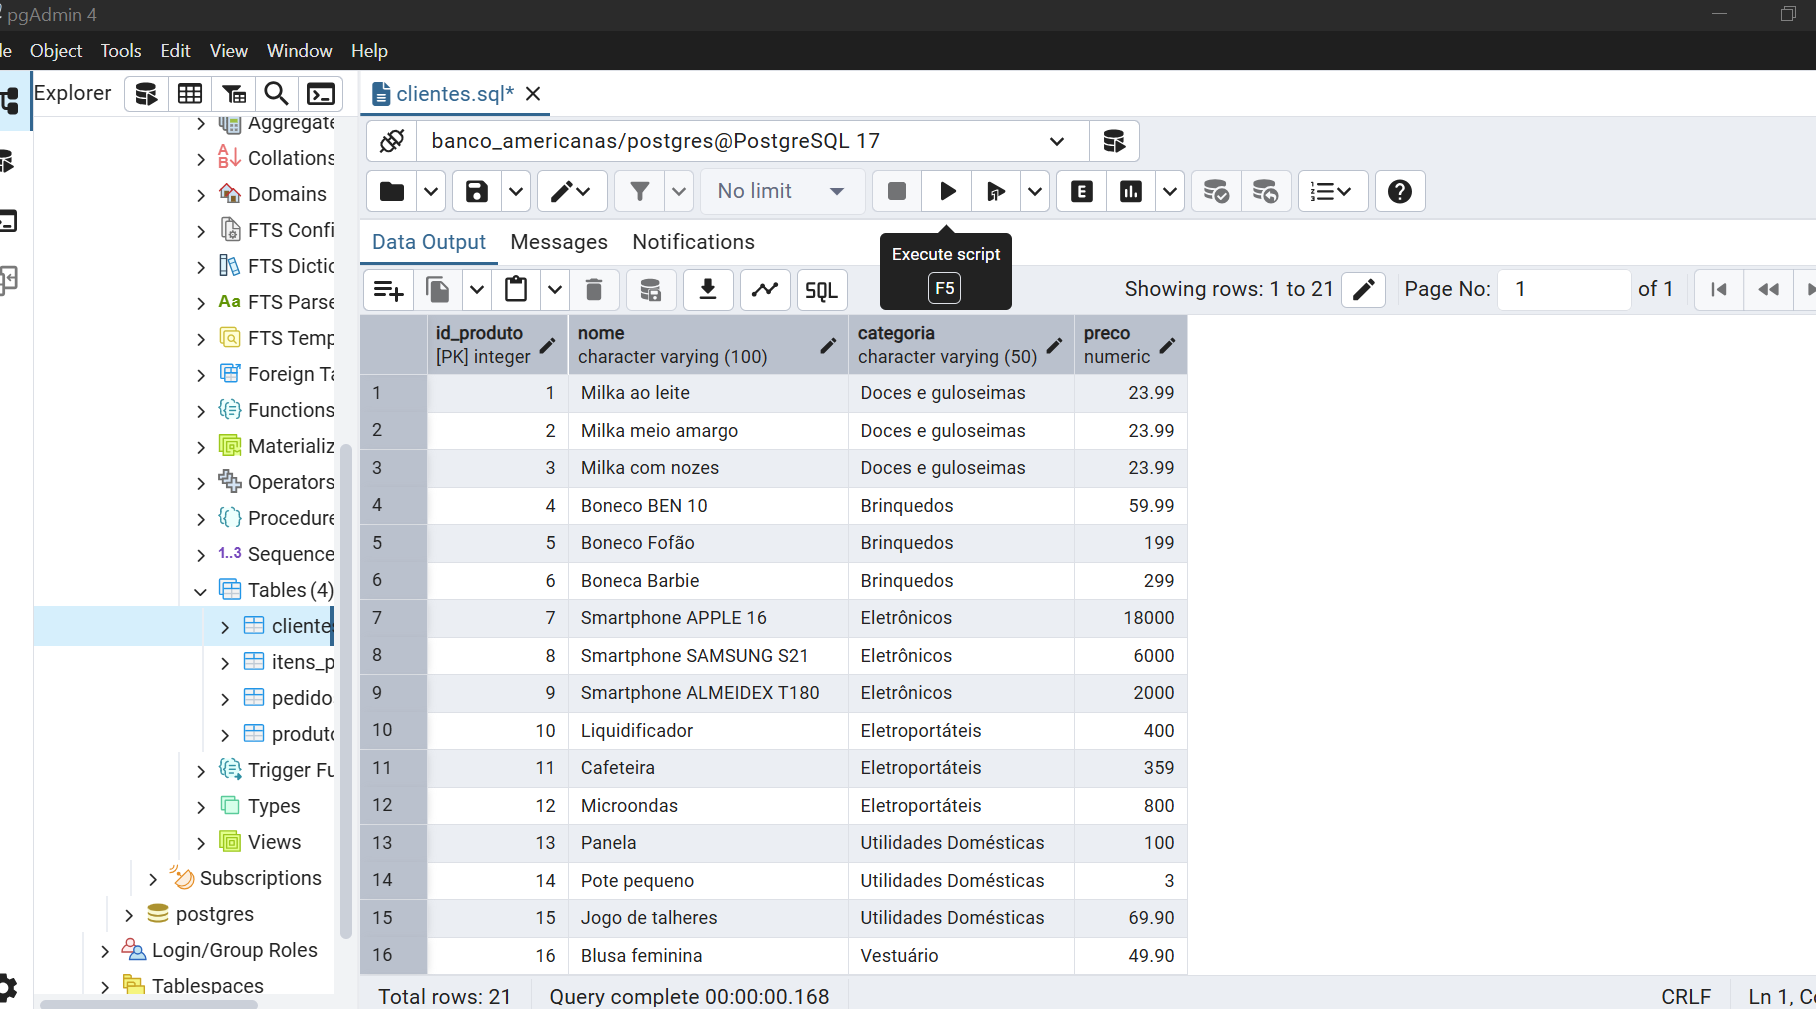 pgAdmin 4
le Object Tools Edit View Window Help
Explorer
clientes.sql*
banco_americanas/postgres@PostgreSQL 17
No limit
E
Data Output Messages Notifications
Execute script
F5
SQL
Showing rows: 1 to 21
Page No: 1 of 1
Aggregate
Collations
Domains
FTS Confi
FTS Dictio
Aa FTS Parse
FTS Temp
Foreign Ta
Functions
Materializ
Operators
Procedure
1..3 Sequence
Tables (4)
cliente
itens_p
pedido
produt
Trigger Fu
Types
Views
Subscriptions
postgres
Login/Group Roles
Tablespaces
id_produto nome categoria preco
[PK] integer character varying (100) character varying (50) numeric
1 1 Milka ao leite Doces e guloseimas 23.99
2 2 Milka meio amargo Doces e guloseimas 23.99
3 3 Milka com nozes Doces e guloseimas 23.99
4 4 Boneco BEN 10 Brinquedos 59.99
5 5 Boneco Fofão Brinquedos 199
6 6 Boneca Barbie Brinquedos 299
7 7 Smartphone APPLE 16 Eletrônicos 18000
8 8 Smartphone SAMSUNG S21 Eletrônicos 6000
9 9 Smartphone ALMEIDEX T180 Eletrônicos 2000
10 10 Liquidificador Eletroportáteis 400
11 11 Cafeteira Eletroportáteis 359
12 12 Microondas Eletroportáteis 800
13 13 Panela Utilidades Domésticas 100
14 14 Pote pequeno Utilidades Domésticas 3
15 15 Jogo de talheres Utilidades Domésticas 69.90
16 16 Blusa feminina Vestuário 49.90
Total rows: 21 Query complete 00:00:00.168 CRLF Ln 1, C